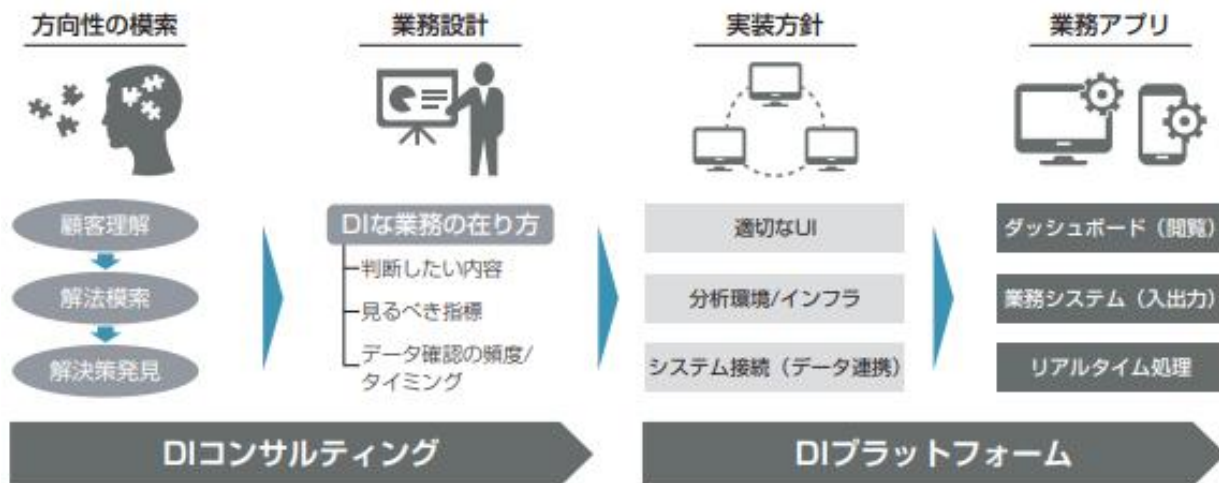 方向性の模索
業務設計
実装方針
業務アプリ
顧客理解
解法模索
解決策発見
DIな業務の在り方
判断したい内容
見るべき指標
データ確認の頻度/
タイミング
適切なUI
分析環境/インフラ
システム接続（データ連携）
ダッシュボード（閲覧）
業務システム（入出力）
リアルタイム処理
DIコンサルティング
DIプラットフォーム